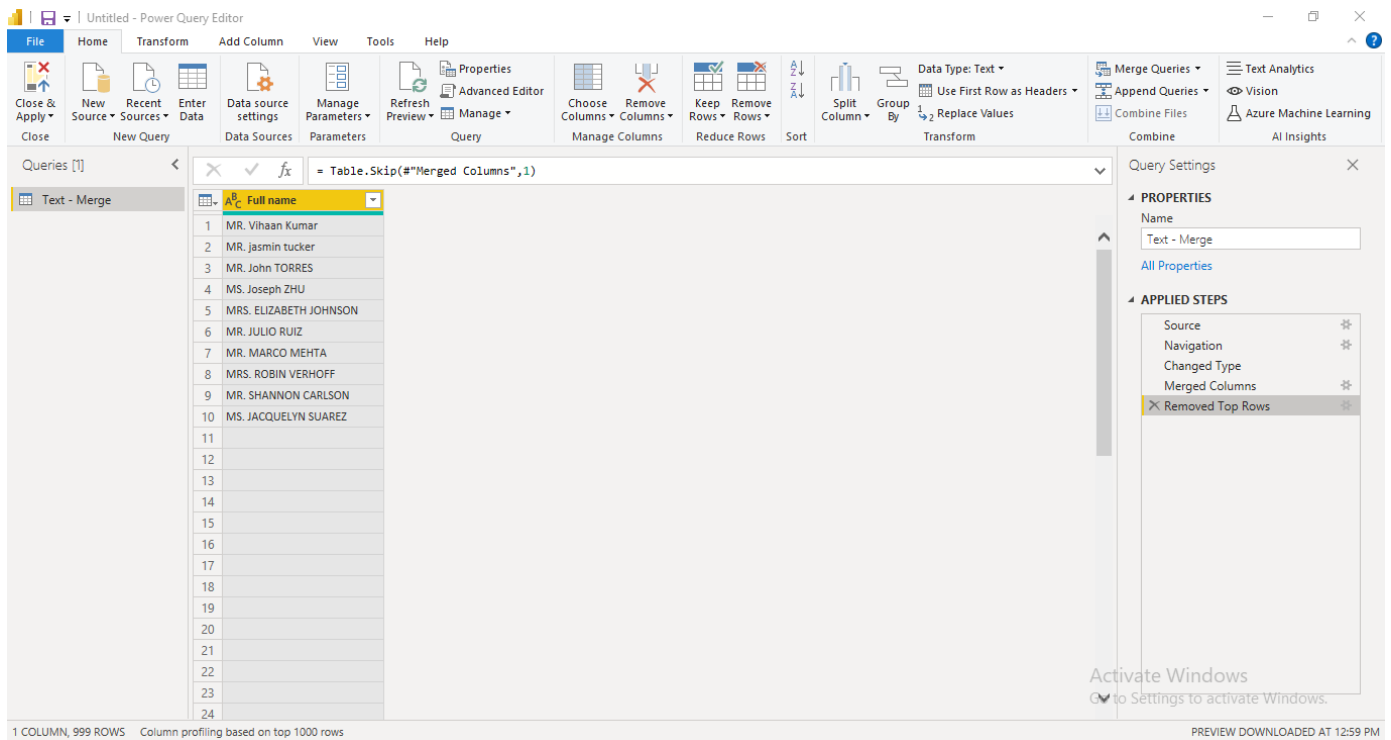 Untitled - Power Query Editor
File Home Transform Add Column View Tools Help
Close & Apply
New Source
Recent Sources
Enter Data
Data source settings
Manage Parameters
Refresh Preview
Properties
Advanced Editor
Manage
Choose Columns
Remove Columns
Keep Rows
Remove Rows
Split Column
Group By
Data Type: Text
Use First Row as Headers
1 2 Replace Values
Merge Queries
Append Queries
Combine Files
Text Analytics
Vision
Azure Machine Learning
Close New Query Data Sources Parameters Query Manage Columns Reduce Rows Sort Transform Combine AI Insights
Queries [1]
Text - Merge
fx = Table.Skip(#"Merged Columns",1)
ABC Full name
1 MR. Vihaan Kumar
2 MR. jasmin tucker
3 MR. John TORRES
4 MS. Joseph ZHU
5 MRS. ELIZABETH JOHNSON
6 MR. JULIO RUIZ
7 MR. MARCO MEHTA
8 MRS. ROBIN VERHOFF
9 MR. SHANNON CARLSON
10 MS. JACQUELYN SUAREZ
11
12
13
14
15
16
17
18
19
20
21
22
23
24
Query Settings
PROPERTIES
Name
Text - Merge
All Properties
APPLIED STEPS
Source
Navigation
Changed Type
Merged Columns
Removed Top Rows
Activate Windows
Go to Settings to activate Windows.
1 COLUMN, 999 ROWS Column profiling based on top 1000 rows
PREVIEW DOWNLOADED AT 12:59 PM